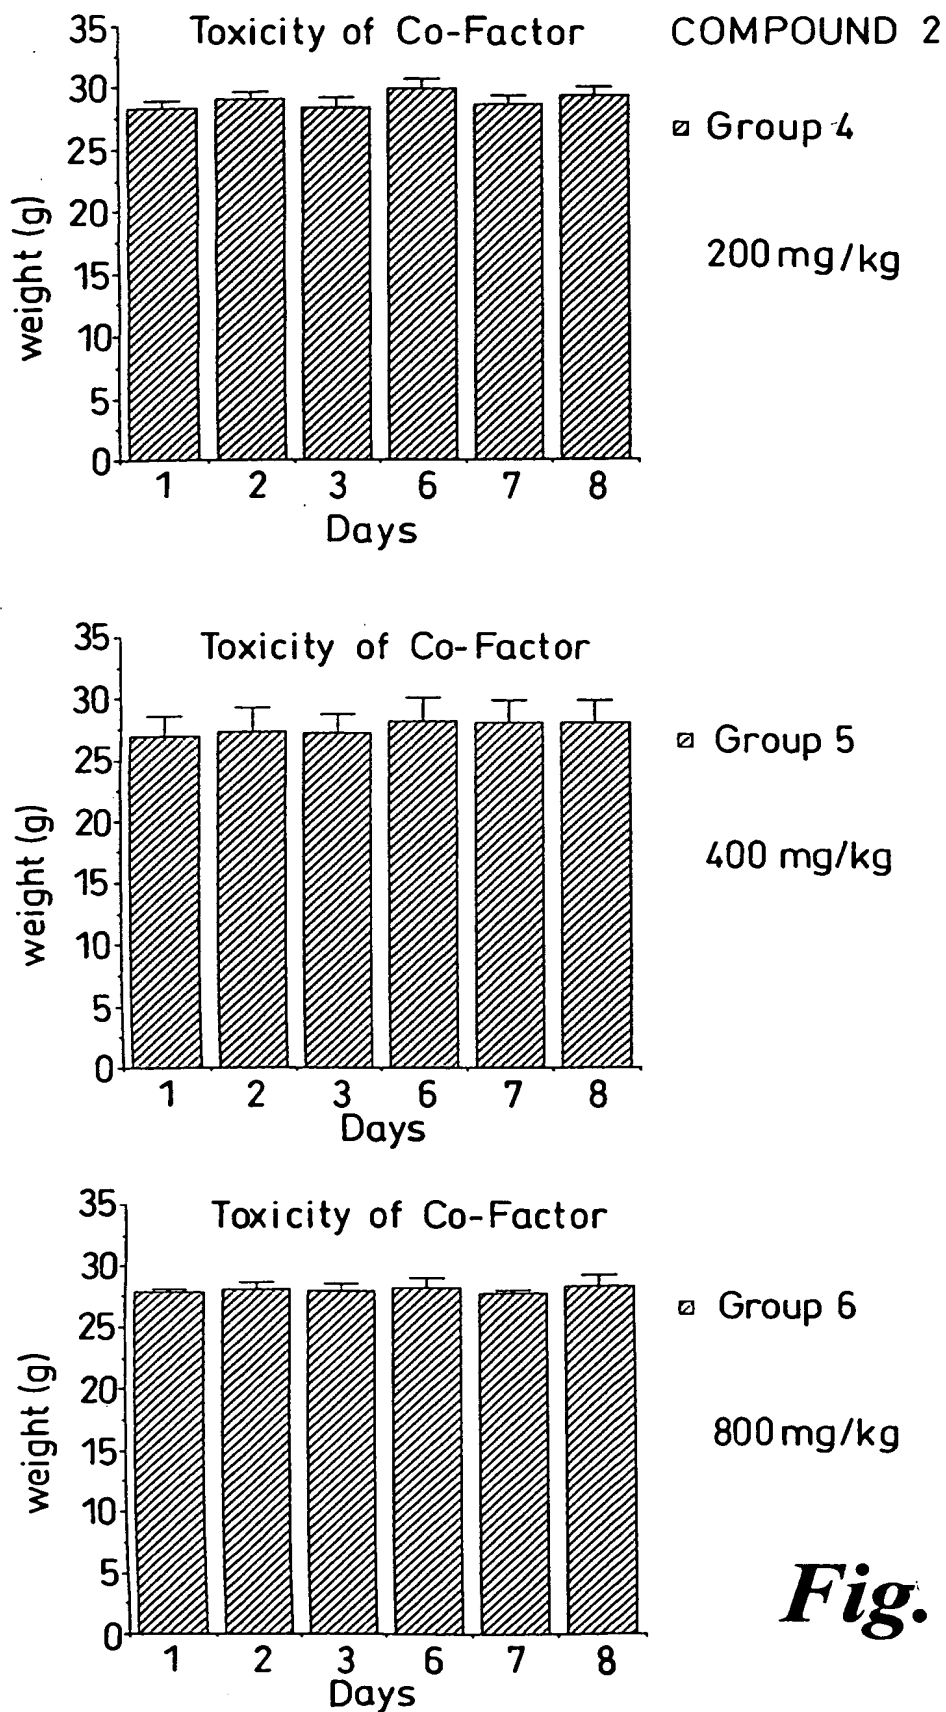 Toxicity of Co-Factor
COMPOUND 2
Group 4
200 mg/kg
weight (g)
35
30
25
20
15
10
5
0
1 2 3 6 7 8
Days
Toxicity of Co-Factor
Group 5
400 mg/kg
weight (g)
35
30
25
20
15
10
5
0
1 2 3 6 7 8
Days
Toxicity of Co-Factor
Group 6
800 mg/kg
weight (g)
35
30
25
20
15
10
5
0
1 2 3 6 7 8
Days
Fig.